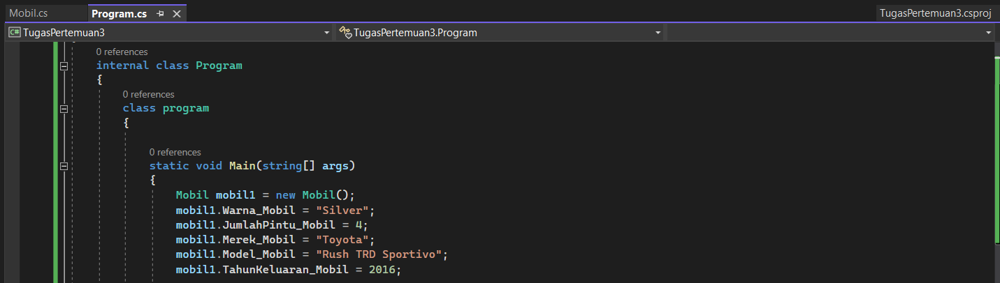 Mobil.cs Program.cs TugasPertemuan3.csproj
TugasPertemuan3 TugasPertemuan3.Program
0 references
internal class Program
{
0 references
class program
{
0 references
static void Main(string[] args)
{
Mobil mobil1 = new Mobil();
mobil1.Warna_Mobil = "Silver";
mobil1.JumlahPintu_Mobil = 4;
mobil1.Merek_Mobil = "Toyota";
mobil1.Model_Mobil = "Rush TRD Sportivo";
mobil1.TahunKeluaran_Mobil = 2016;